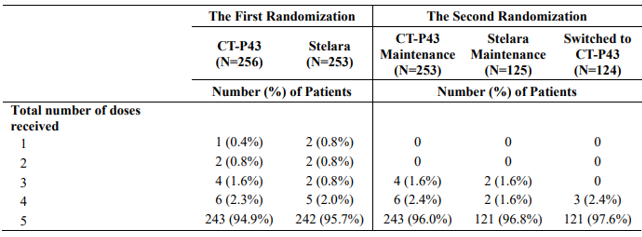 The First Randomization The Second Randomization
CT-P43 (N=256) Stelara (N=253) CT-P43 Maintenance (N=253) Stelara Maintenance (N=125) Switched to CT-P43 (N=124)
Number (%) of Patients Number (%) of Patients
Total number of doses
received
1 1 (0.4%) 2 (0.8%) 0 0 0
2 2 (0.8%) 2 (0.8%) 0 0 0
3 4 (1.6%) 2 (0.8%) 4 (1.6%) 2 (1.6%) 0
4 6 (2.3%) 5 (2.0%) 6 (2.4%) 2 (1.6%) 3 (2.4%)
5 243 (94.9%) 242 (95.7%) 243 (96.0%) 121 (96.8%) 121 (97.6%)